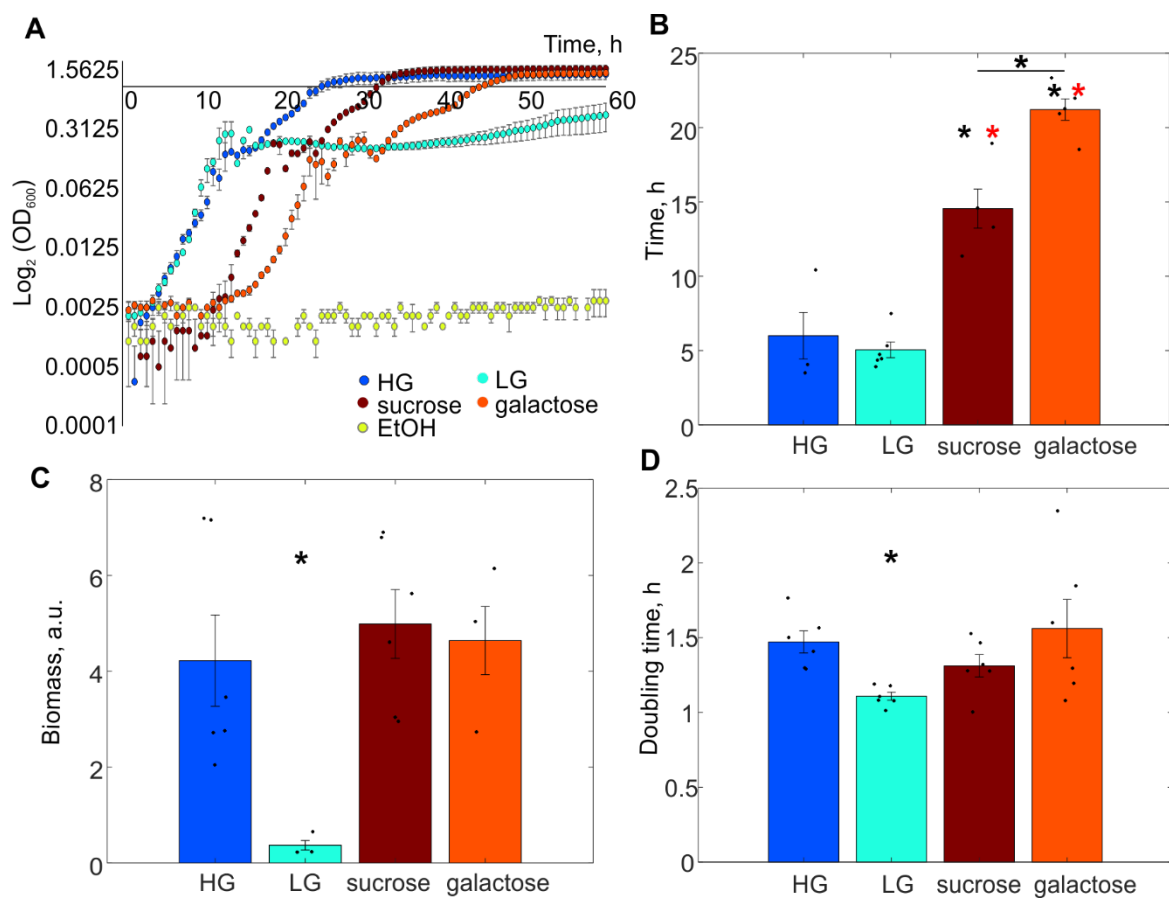 A
Time, h
1.5625
0.3125
0.0625
0.0125
0.0025
0.0005
0.0001
Log2 (OD600)
0 10 20 30 40 50 60
HG LG
sucrose galactose
EtOH
B
25
20
15
10
5
0
Time, h
* * * * *
HG LG sucrose galactose
C
8
6
4
2
0
Biomass, a.u.
*
HG LG sucrose galactose
D
2.5
2
1.5
1
0.5
0
Doubling time, h
*
HG LG sucrose galactose